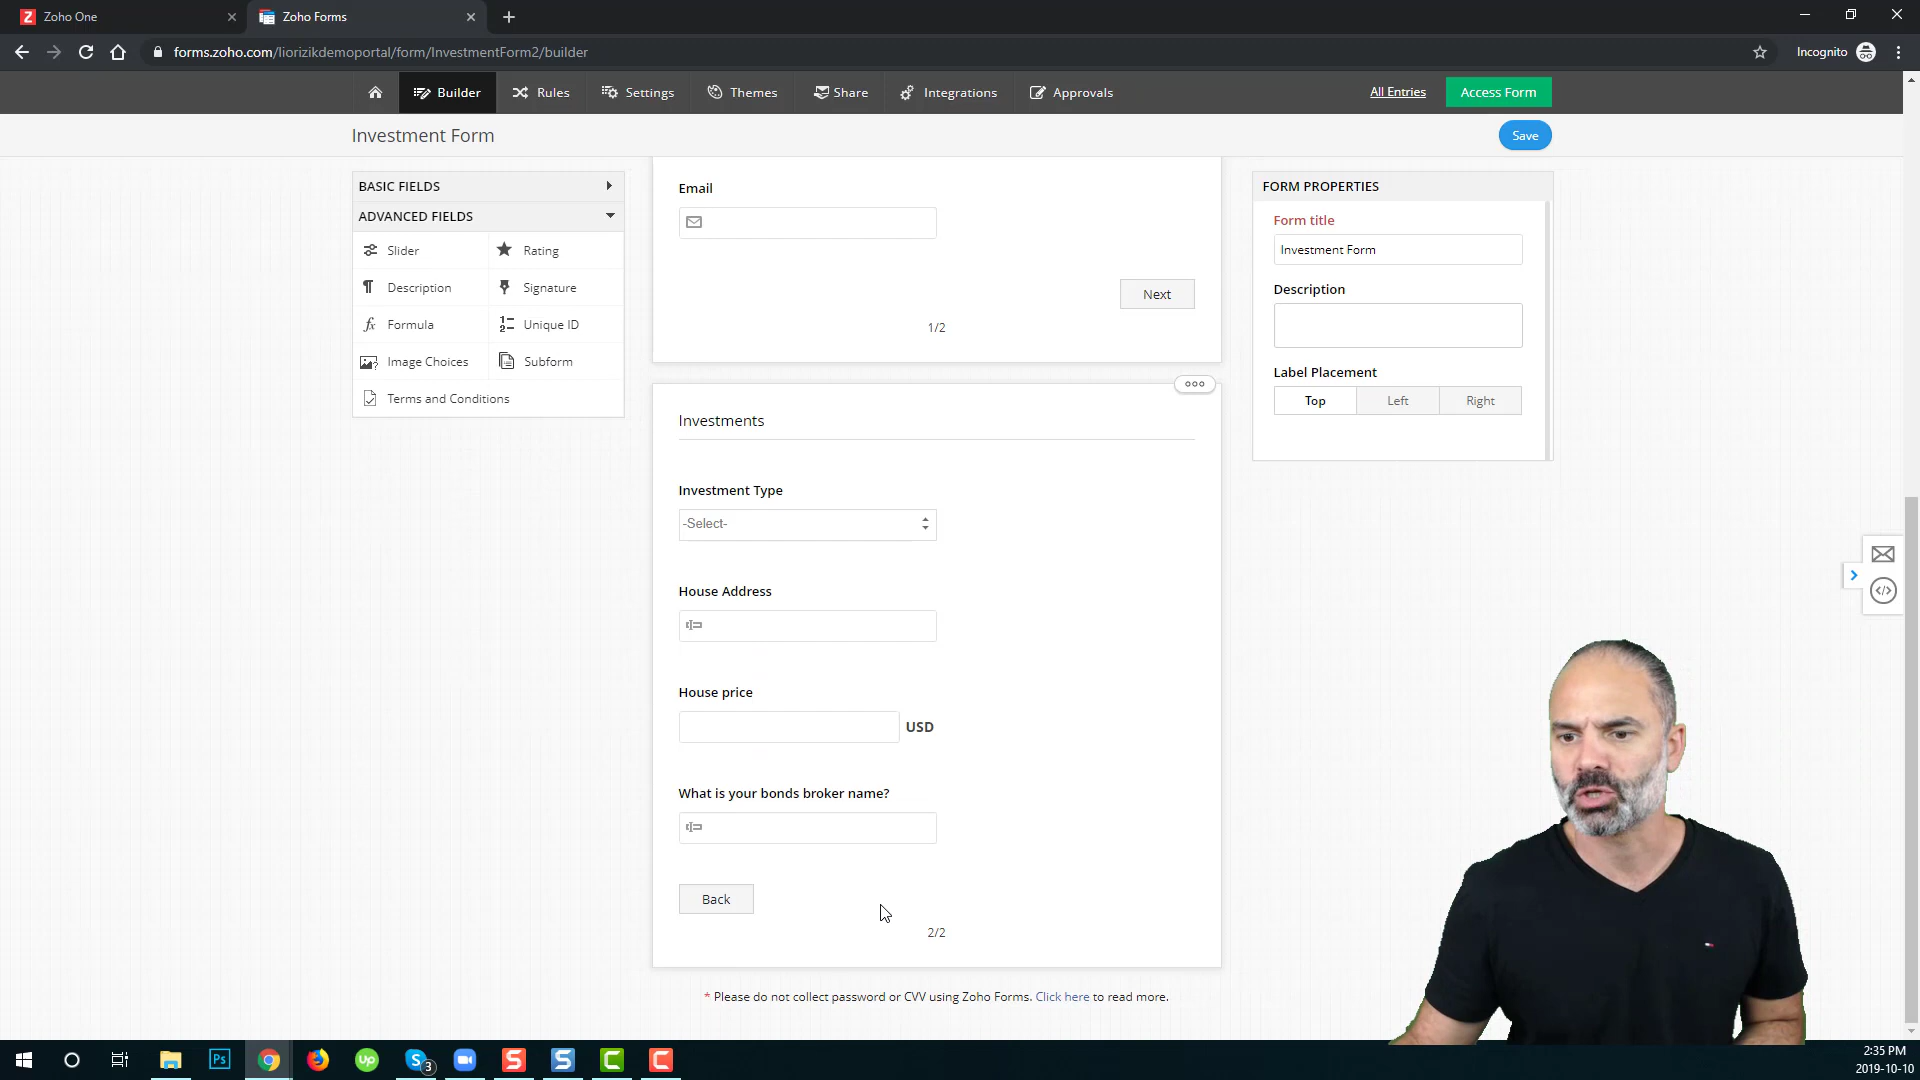 Zoho One
Zoho Forms
forms.zoho.com/liorizikdemoportal/form/InvestmentForm2/builder
Incognito
Builder
Rules
Settings
Themes
Share
Integrations
Approvals
All Entries
Access Form
Investment Form
Save
BASIC FIELDS
ADVANCED FIELDS
Slider
Rating
Description
Signature
Formula
Unique ID
Image Choices
Subform
Terms and Conditions
Email
Next
1/2
Investments
Investment Type
-Select-
House Address
House price
USD
What is your bonds broker name?
Back
2/2
* Please do not collect password or CVV using Zoho Forms. Click here to read more.
FORM PROPERTIES
Form title
Investment Form
Description
Label Placement
Top
Left
Right
Ps
Up
S
3
S
S
C
C
2:35 PM
2019-10-10